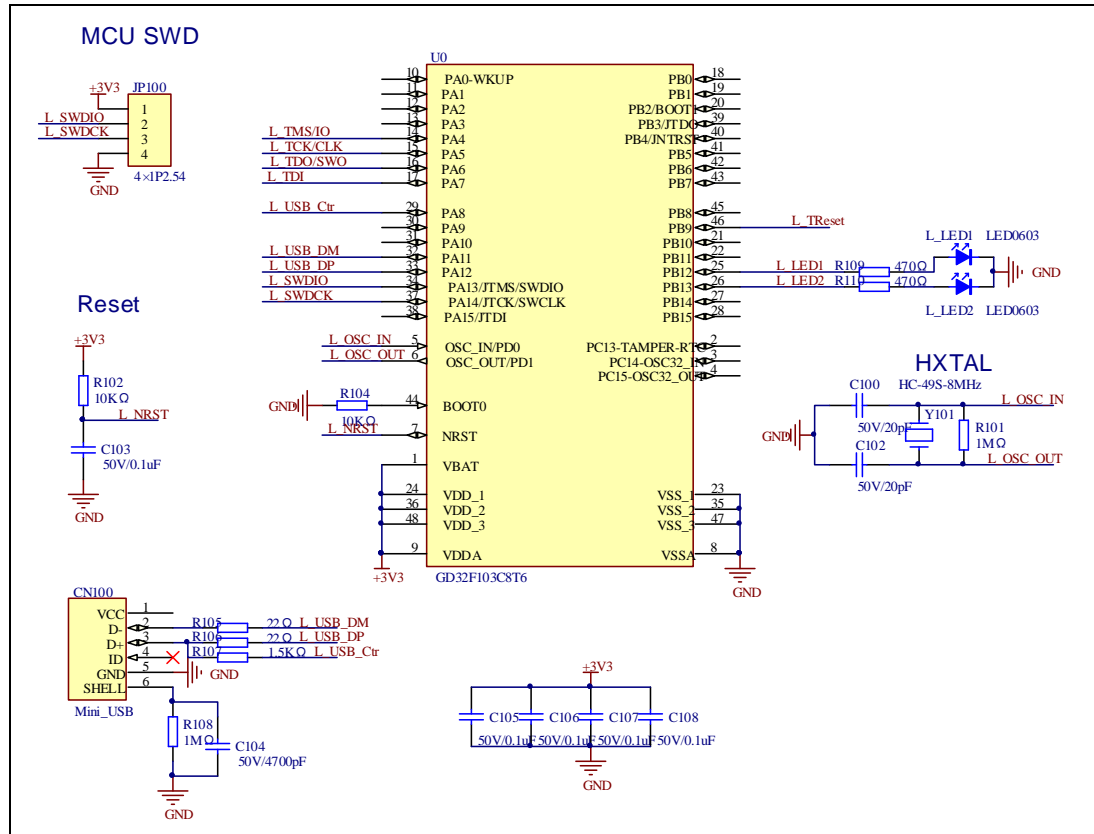 MCU SWD
JP100
+3V3
1
L_SWDIO
2
L_SWDCK
3
4
GND
4×1P2.54
Reset
+3V3
R102
10KΩ
L_NRST
C103
50V/0.1uF
GND
U0
10 PA0-WKUP PB0 18
11 PA1 PB1 19
12 PA2 PB2/BOOT1 20
13 PA3 PB3/JTDO 39
L_TMS/IO 14 PA4 PB4/JNTRST 40
L_TCK/CLK 15 PA5 PB5 41
L_TDO/SWO 16 PA6 PB6 42
L_TDI 17 PA7 PB7 43
L_USB_Ctr 29 PA8 PB8 45
30 PA9 PB9 46 L_TReset
31 PA10 PB10 21
L_USB_DM 32 PA11 PB11 22
L_USB_DP 33 PA12 PB12 25 L_LED1 R109 470Ω
L_SWDIO 34 PA13/JTMS/SWDIO PB13 26 L_LED2 R110 470Ω
L_SWDCK 37 PA14/JTCK/SWCLK PB14 27
38 PA15/JTDI PB15 28
L_OSC_IN 5 OSC_IN/PD0 PC13-TAMPER-RTC 2
L_OSC_OUT 6 OSC_OUT/PD1 PC14-OSC32_IN 3
PC15-OSC32_OUT 4
GND R104 10KΩ 44 BOOT0
L_NRST 7 NRST
1 VBAT
24 VDD_1 VSS_1 23
36 VDD_2 VSS_2 35
48 VDD_3 VSS_3 47
9 VDDA VSSA 8
+3V3
GD32F103C8T6
GND
L_LED1 LED0603
GND
L_LED2 LED0603
HXTAL
HC-49S-8MHz
C100
L_OSC_IN
50V/20pF
Y101
R101
1MΩ
GND
C102
L_OSC_OUT
50V/20pF
CN100
VCC 1
D- 2 R105 22Ω L_USB_DM
D+ 3 R106 22Ω L_USB_DP
ID 4 R107 1.5KΩ L_USB_Ctr
GND 5 GND
SHELL 6
Mini_USB
R108
1MΩ
C104
50V/4700pF
GND
+3V3
C105 C106 C107 C108
50V/0.1uF 50V/0.1uF 50V/0.1uF 50V/0.1uF
GND